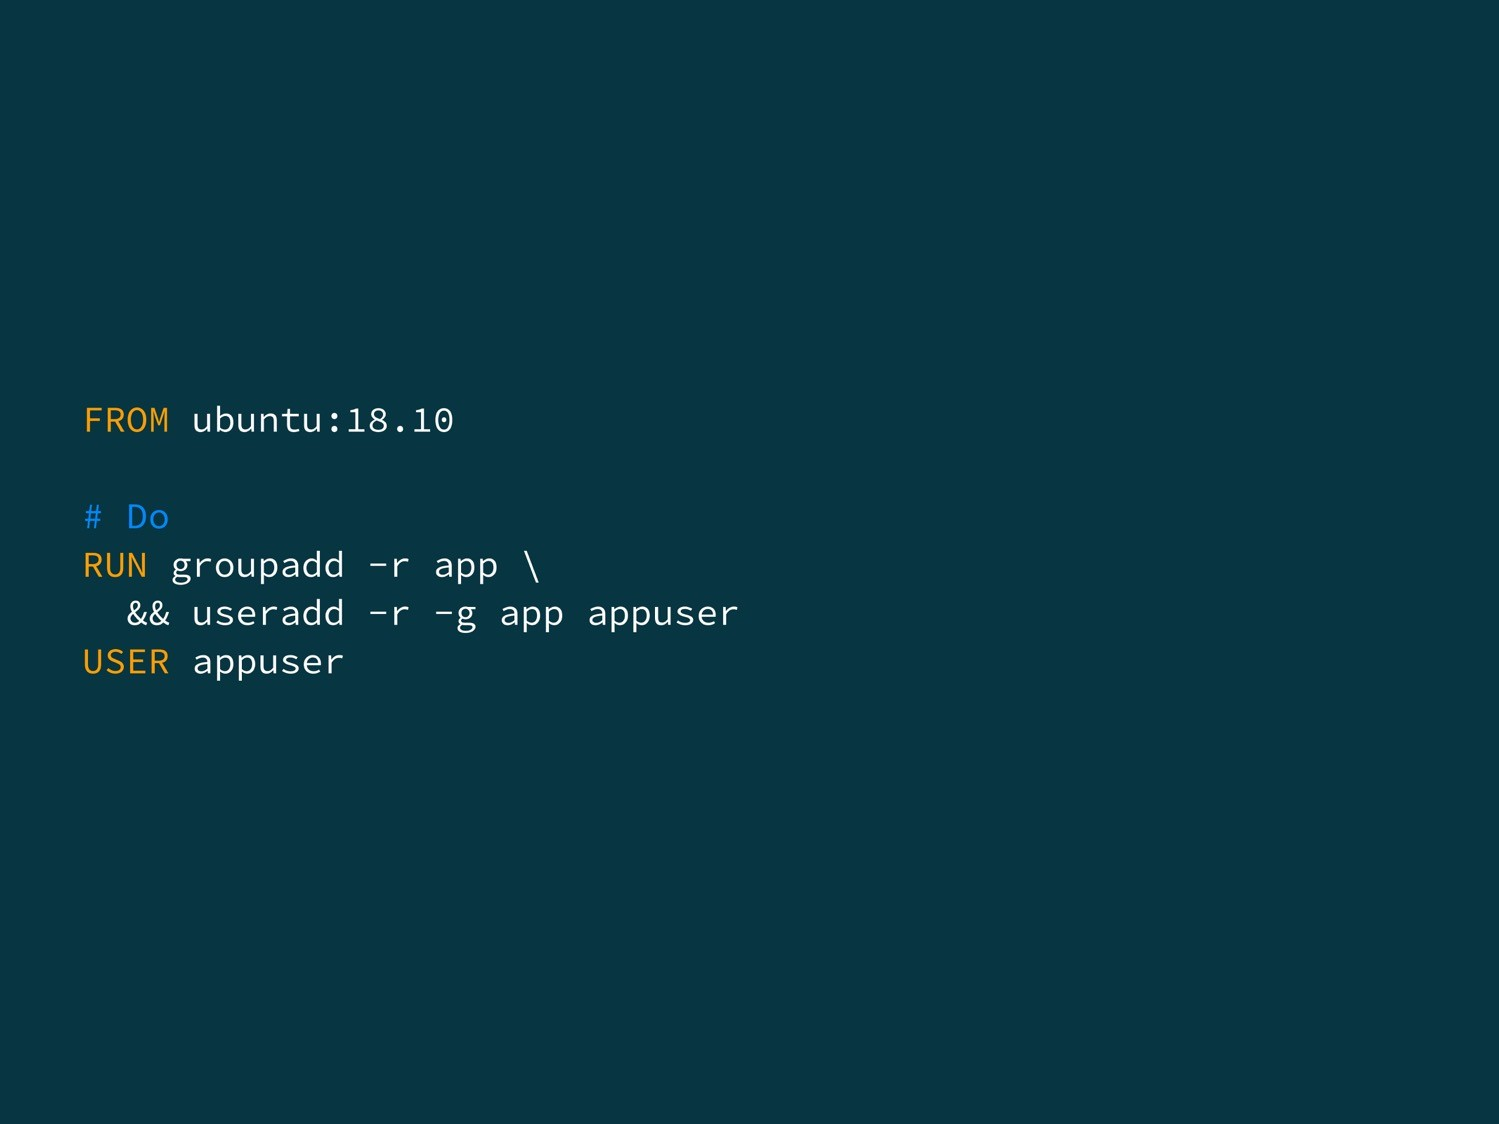 FROM ubuntu:18.10
# Do
RUN groupadd -r app \
  && useradd -r -g app appuser
USER appuser